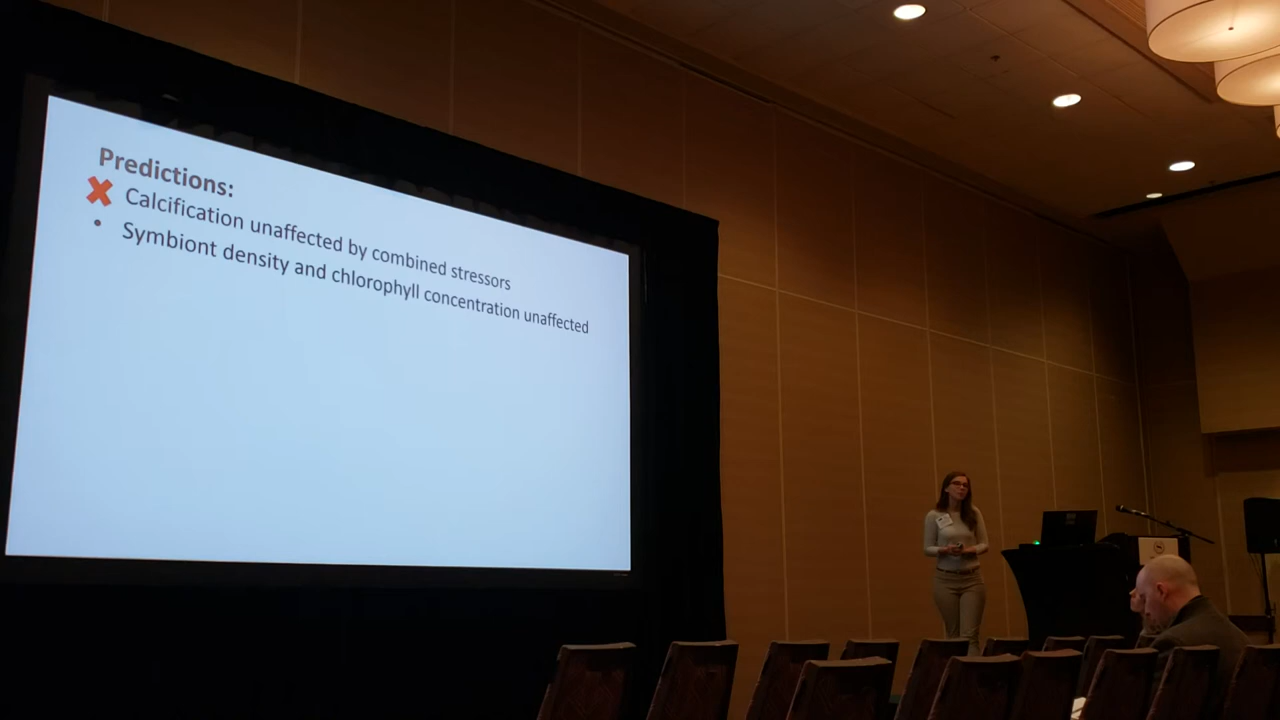 Predictions:
Calcification unaffected by combined stressors
• Symbiont density and chlorophyll concentration unaffected